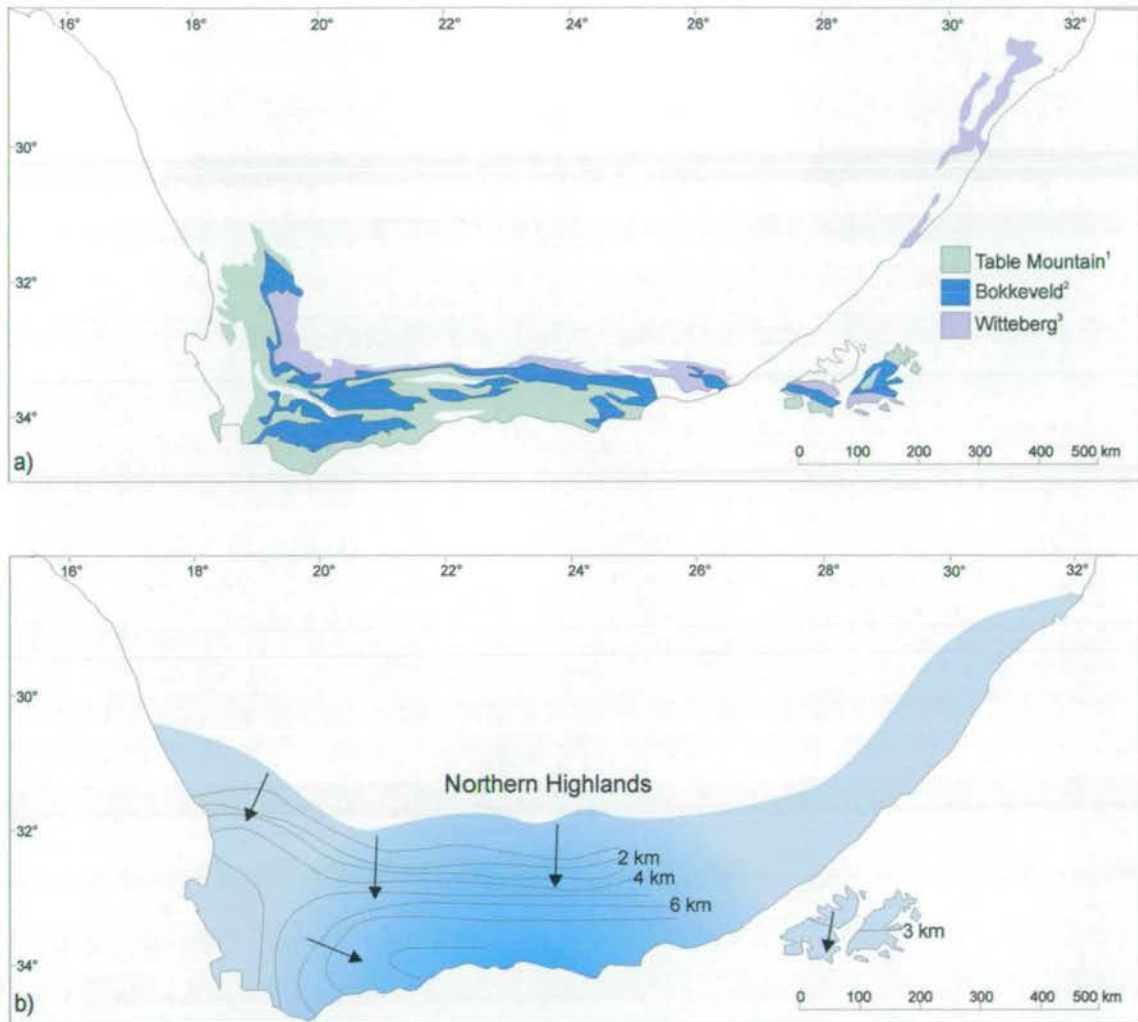 16° 18° 20° 22° 24° 26° 28° 30° 32°
30°
Table Mountain¹
32°
Bokkeveld²
Witteberg³
34°
0 100 200 300 400 500 km
a)
16° 18° 20° 22° 24° 26° 28° 30° 32°
30°
Northern Highlands
32°
2 km
4 km
6 km
3 km
34°
0 100 200 300 400 500 km
b)